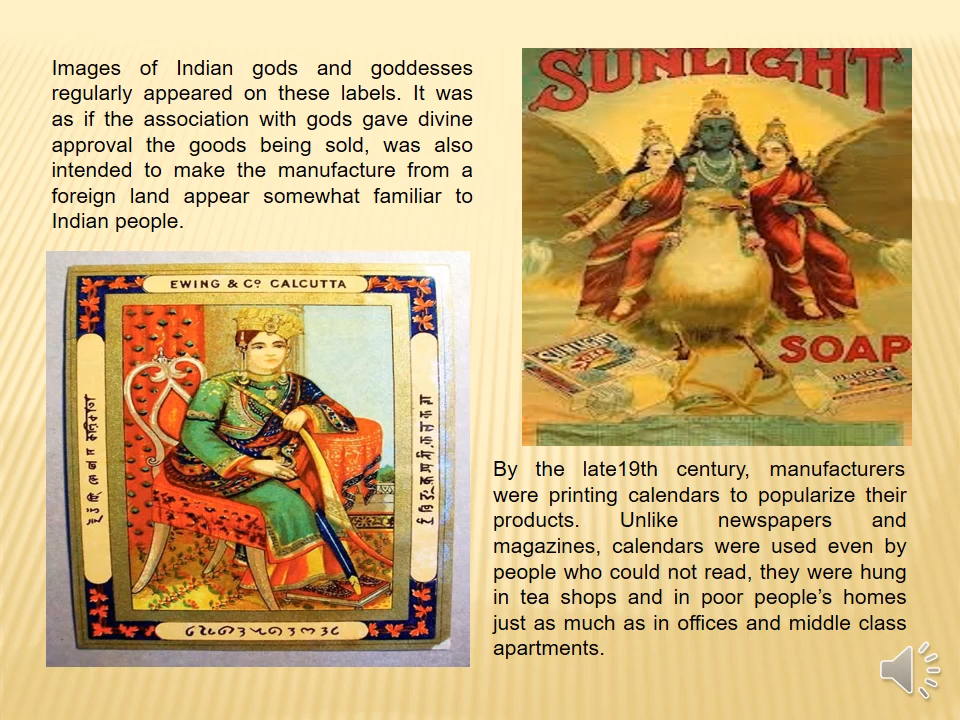 Images of Indian gods and goddesses
regularly appeared on these labels. It was
as if the association with gods gave divine
approval the goods being sold, was also
intended to make the manufacture from a
foreign land appear somewhat familiar to
Indian people.
SUNLIGHT
SOAP
SUNLIGHT
EWING & Cº CALCUTTA
By the late19th century, manufacturers
were printing calendars to popularize their
products. Unlike newspapers and
magazines, calendars were used even by
people who could not read, they were hung
in tea shops and in poor people’s homes
just as much as in offices and middle class
apartments.